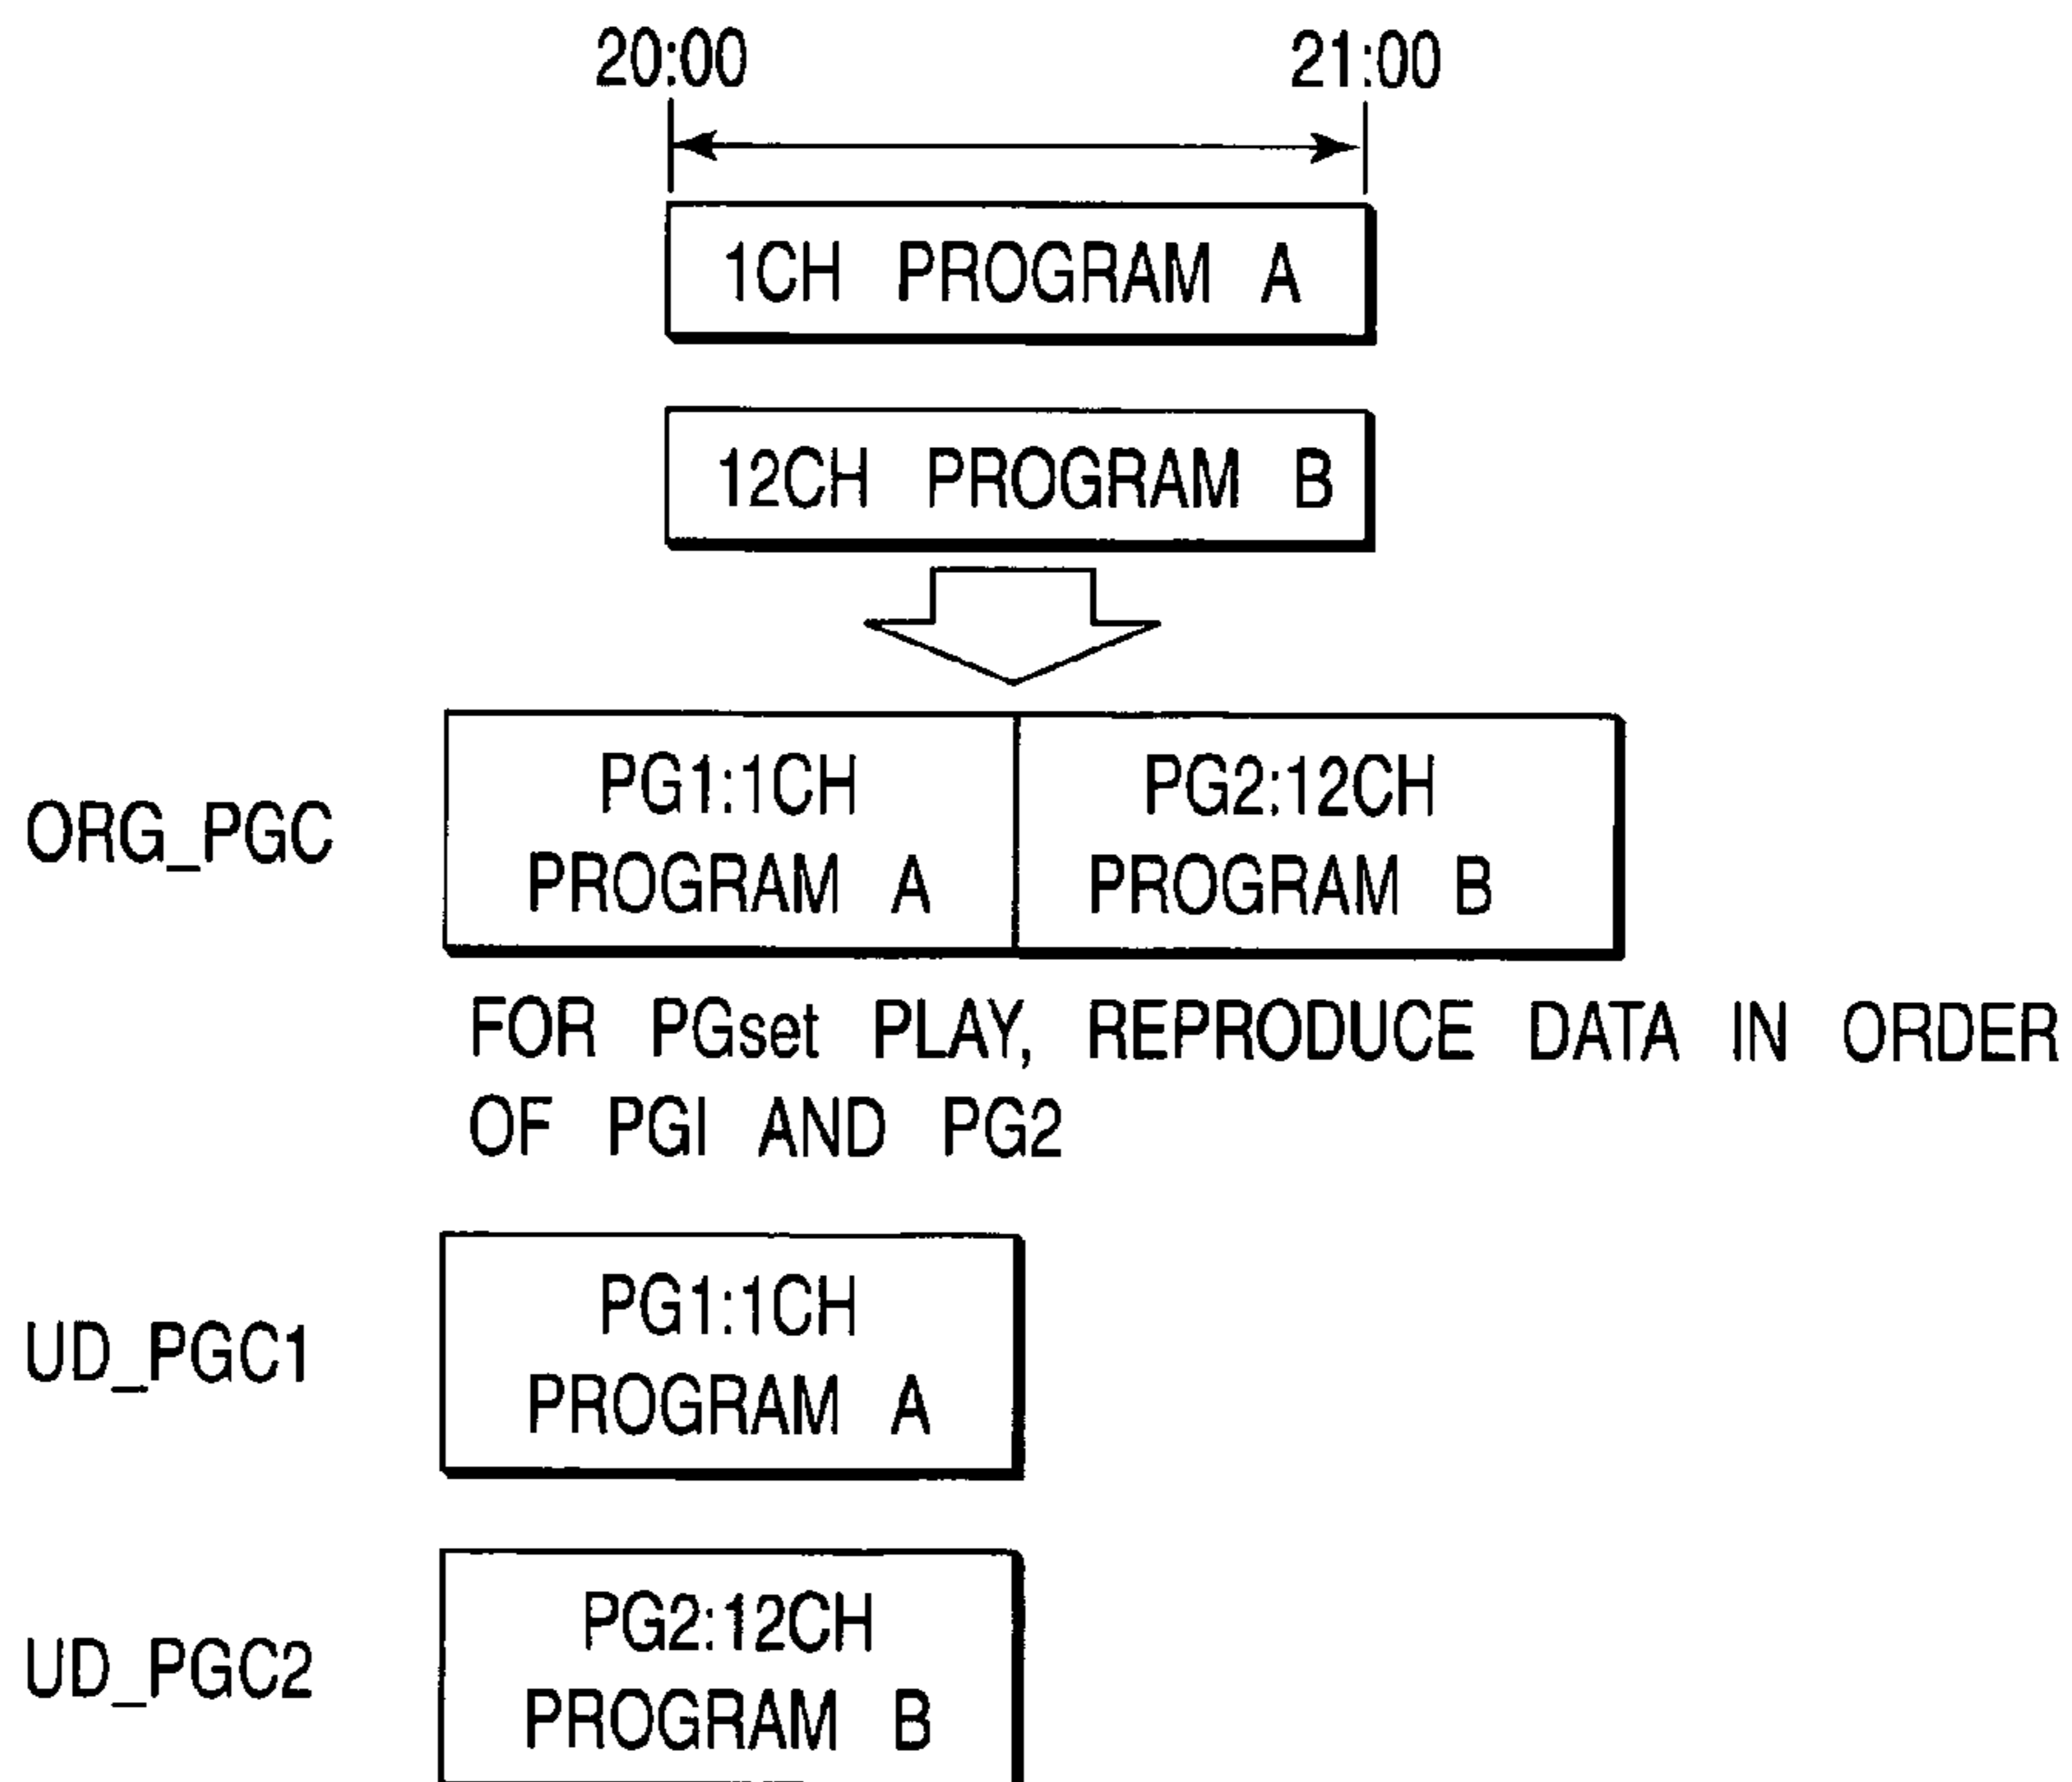 20:00 21:00
1CH PROGRAM A
12CH PROGRAM B
ORG_PGC
PG1:1CH
PROGRAM A
PG2:12CH
PROGRAM B
FOR PGset PLAY, REPRODUCE DATA IN ORDER
OF PGI AND PG2
UD_PGC1
PG1:1CH
PROGRAM A
UD_PGC2
PG2:12CH
PROGRAM B